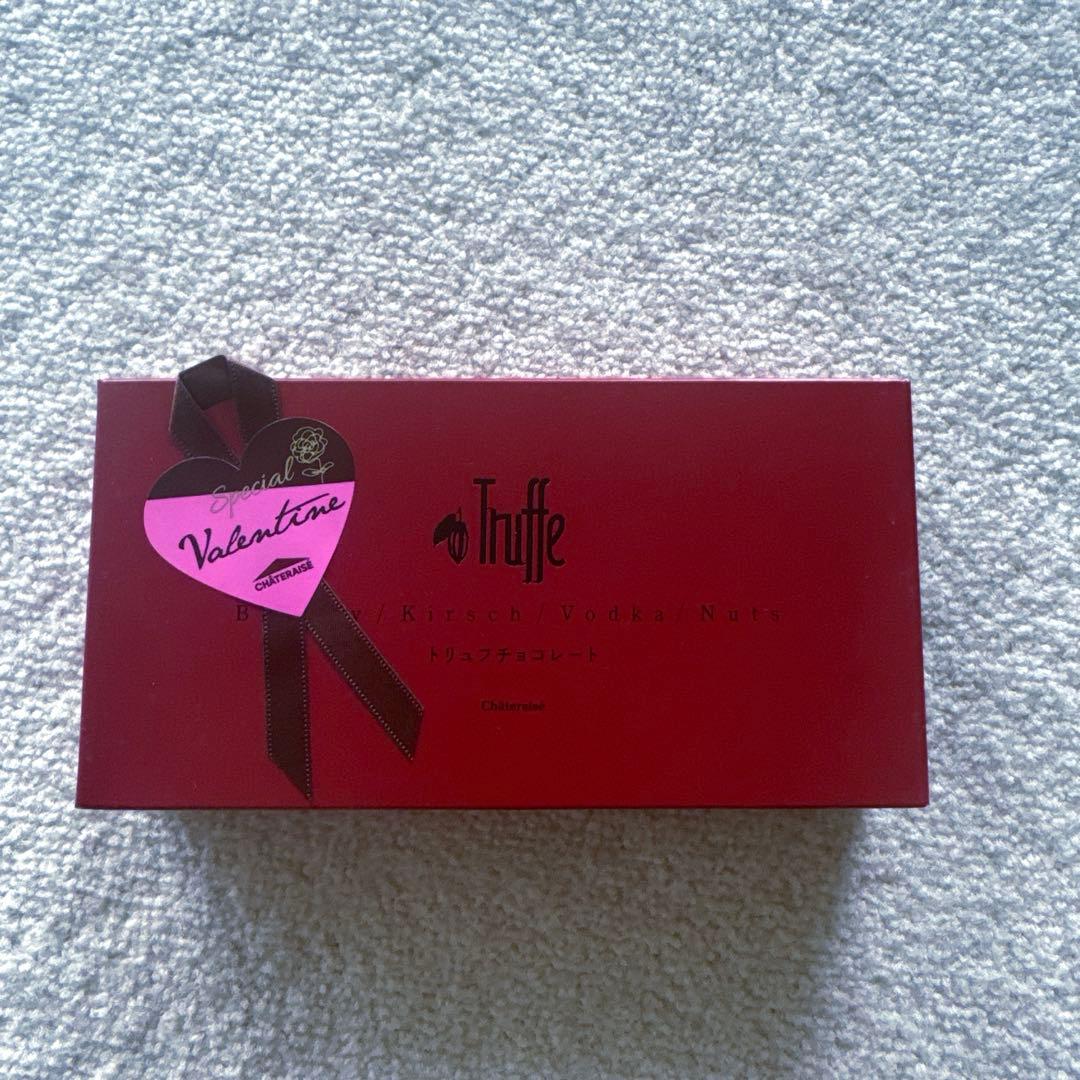 Special
Valentine
CHÂTERAISÉ
Truffe
/ Kirsch / Vodka / Nuts
トリュフチョコレート
Châteraisé